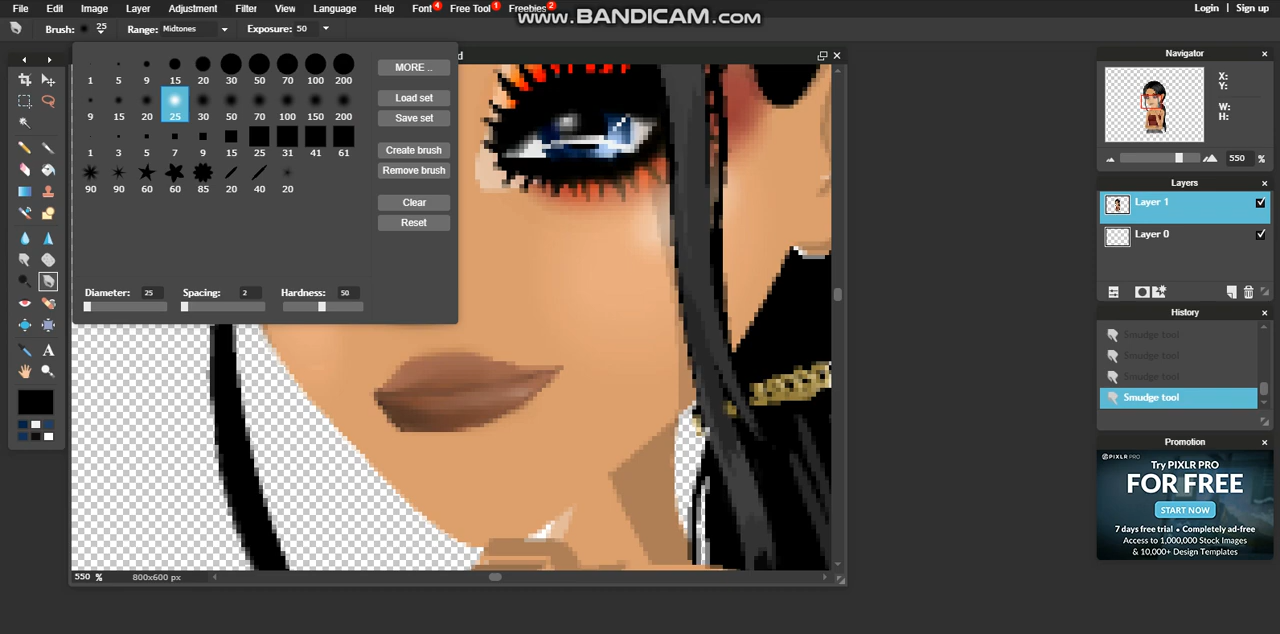 File Edit Image Layer Adjustment Filter View Language Help Font 4 Free Tool 1 Freebies 2 Login | Sign up
www.BANDICAM.com
Brush: 25 Range: Midtones Exposure: 50
1 5 9 15 20 30 50 70 100 200
9 15 20 25 30 50 70 100 150 200
1 3 5 7 9 15 25 31 41 61
90 90 60 60 85 20 40 20
MORE ..
Load set
Save set
Create brush
Remove brush
Clear
Reset
Diameter: 25 Spacing: 2 Hardness: 50
d
A
550 % 800x600 px
Navigator
X:
Y:
W:
H:
550 %
Layers
Layer 1
Layer 0
History
Smudge tool
Smudge tool
Smudge tool
Smudge tool
Promotion
PIXLR PRO
Try PIXLR PRO
FOR FREE
START NOW
7 days free trial • Completely ad-free
Access to 1,000,000 Stock Images
& 10,000+ Design Templates